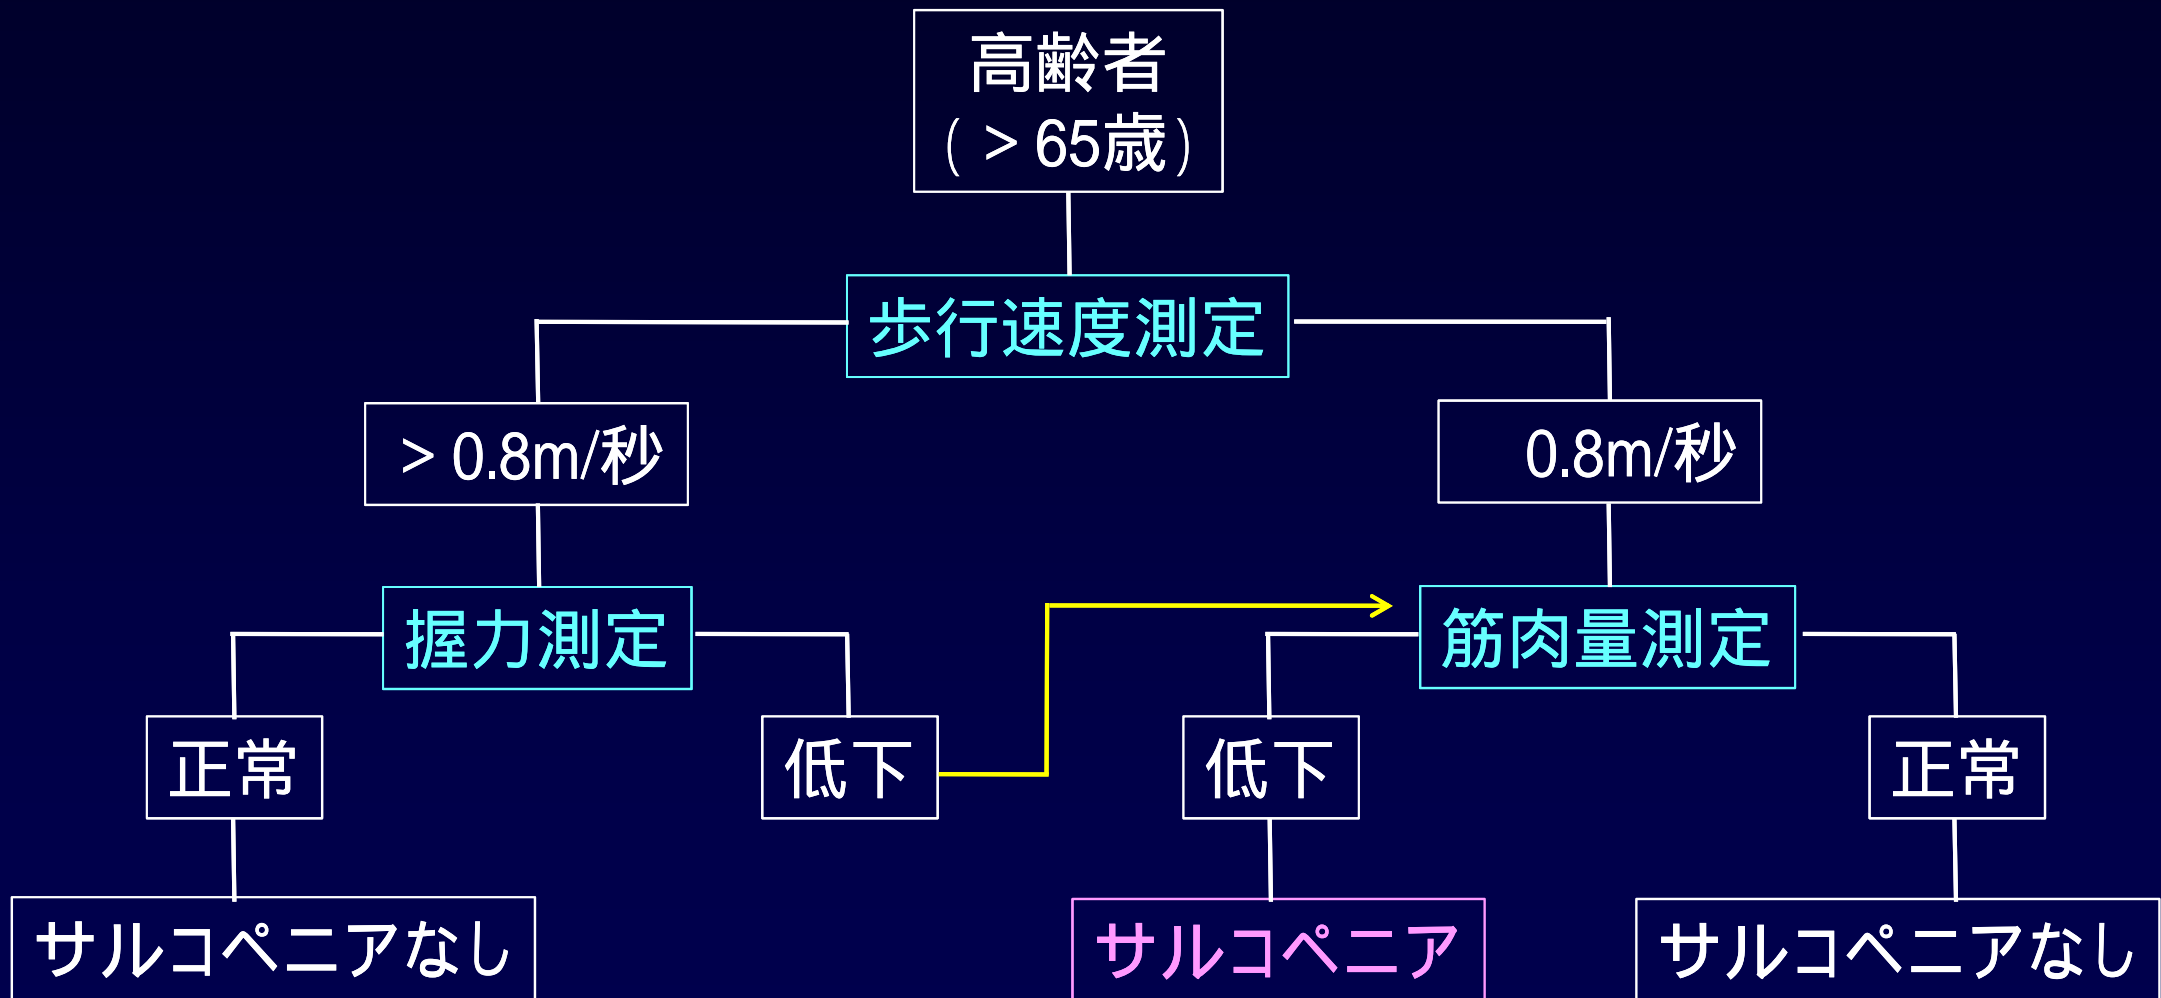 高齢者
( > 65歳)
歩行速度測定
> 0.8m/秒
0.8m/秒
握力測定
筋肉量測定
正常
低下
低下
正常
サルコペニアなし
サルコペニア
サルコペニアなし